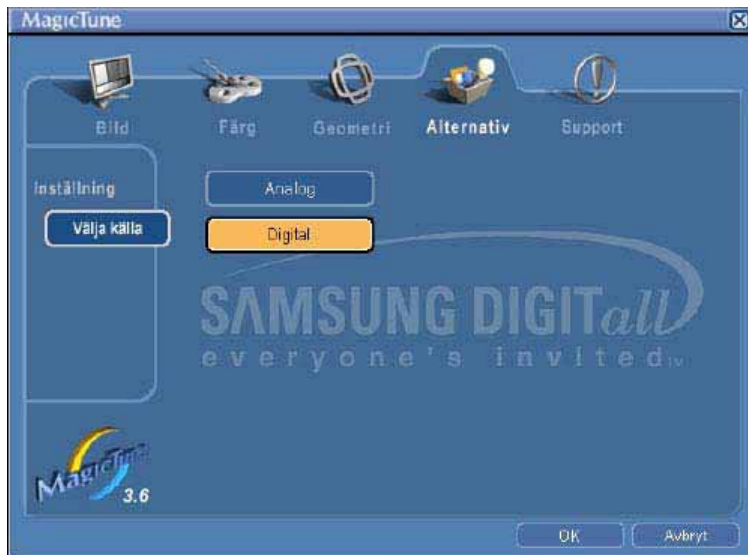 MagicTune
Bild Färg Geometri Alternativ Support
Inställning
Välja källa
Analog
Digital
SAMSUNG DIGITall
everyone's invited™
MagicTune
3.6
OK Avbryt